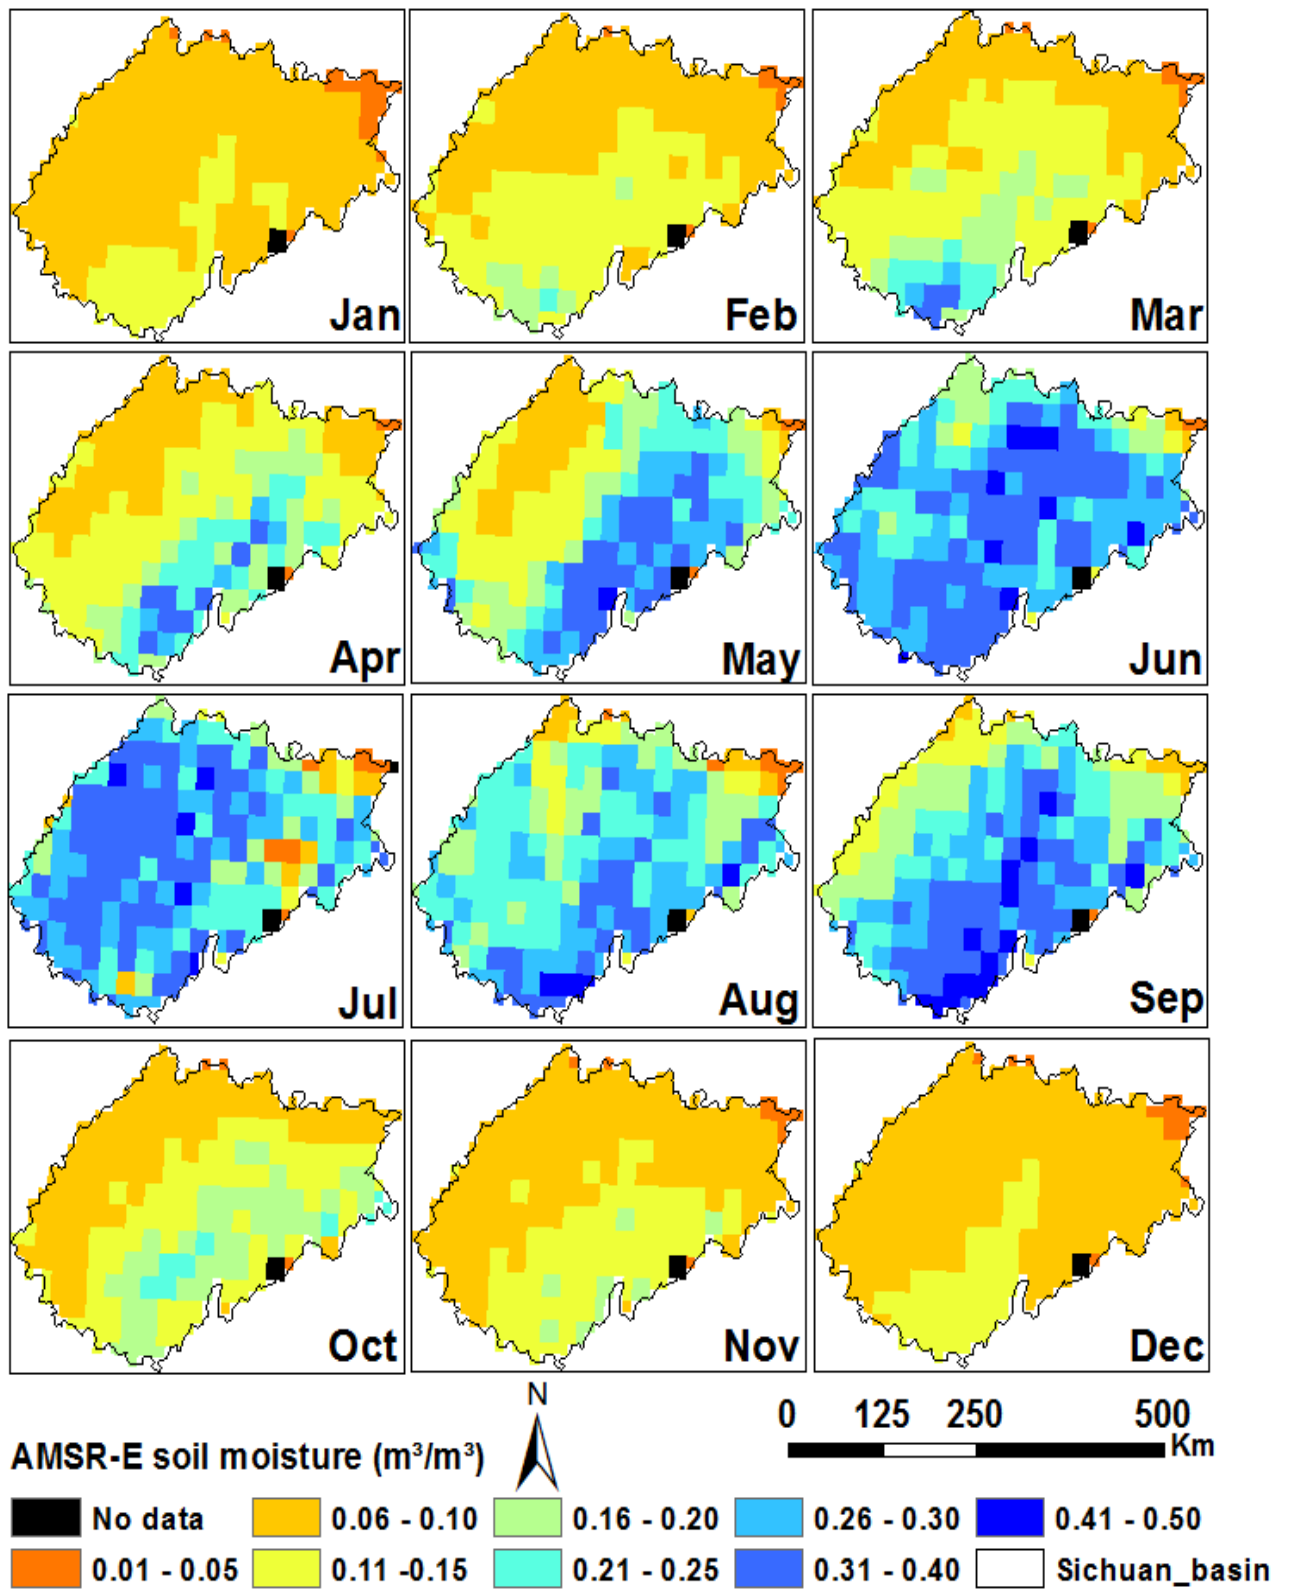 Jan
Feb
Mar
Apr
May
Jun
Jul
Aug
Sep
Oct
Nov
Dec
N
0 125 250 500
Km
AMSR-E soil moisture (m³/m³)
No data
0.06 - 0.10
0.16 - 0.20
0.26 - 0.30
0.41 - 0.50
0.01 - 0.05
0.11 -0.15
0.21 - 0.25
0.31 - 0.40
Sichuan_basin